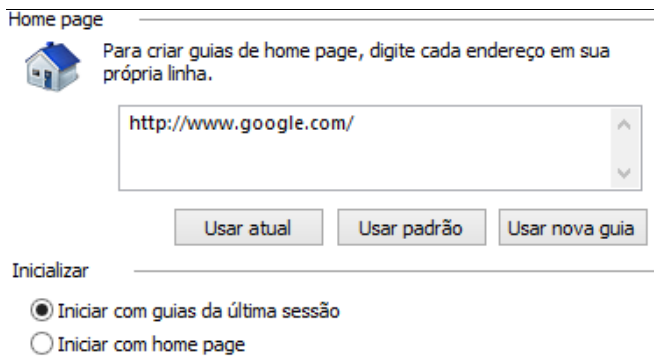 Home page
Para criar guias de home page, digite cada endereço em sua
própria linha.
http://www.google.com/
Usar atual
Usar padrão
Usar nova guia
Inicializar
Iniciar com guias da última sessão
Iniciar com home page